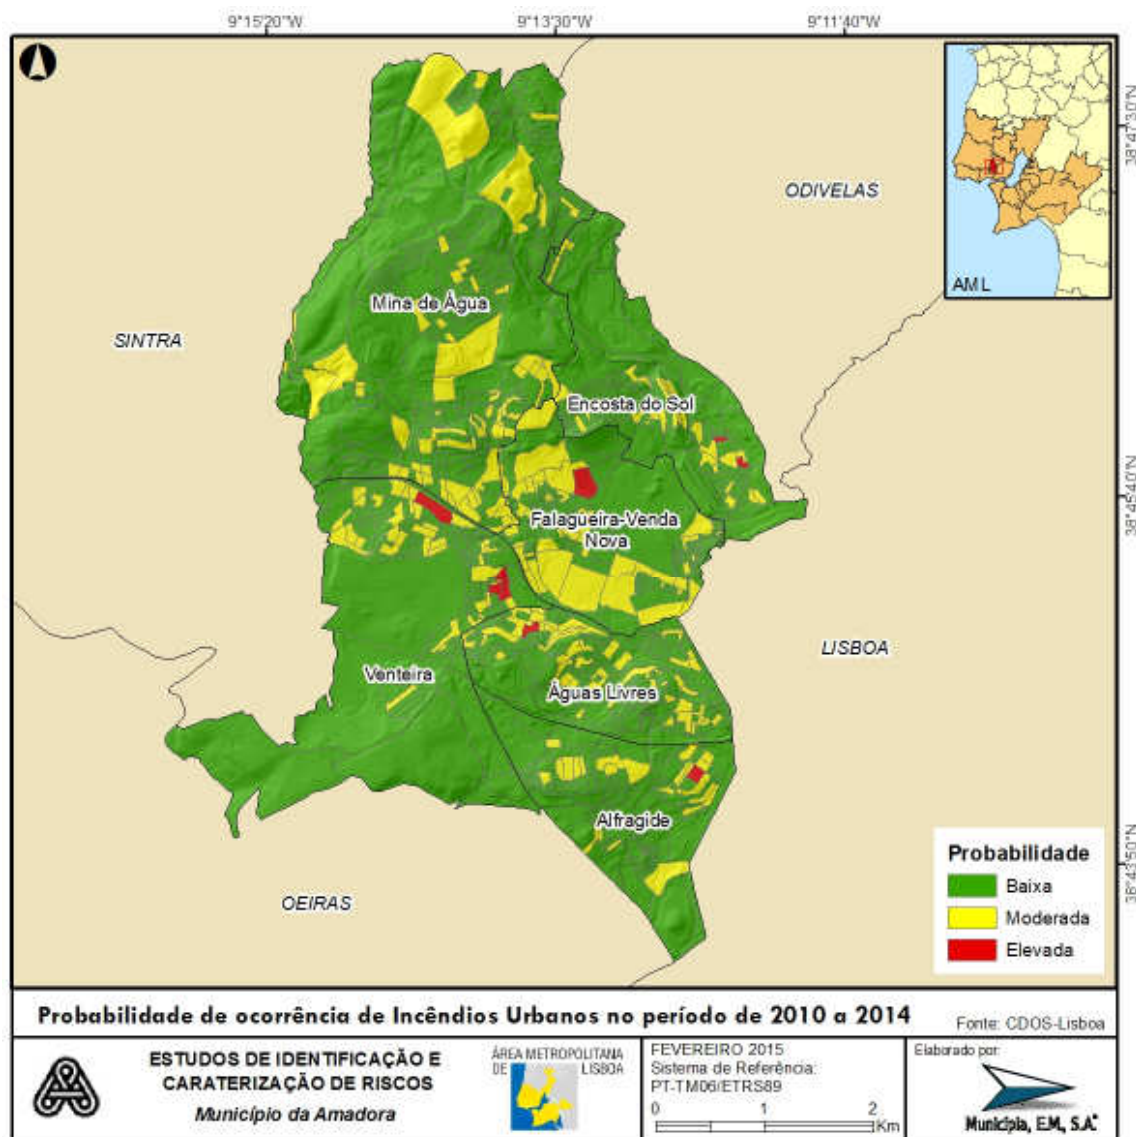 9°15'20"W
9°13'30"W
9°11'40"W
38°47'30"N
ODIVELAS
AML
Mina de Água
SINTRA
Encosta do Sol
38°45'40"N
Falagueira-Venda
Nova
LISBOA
Venteira
Águas Livres
Alfragide
38°43'50"N
OEIRAS
Probabilidade
Baixa
Moderada
Elevada
Probabilidade de ocorrência de Incêndios Urbanos no período de 2010 a 2014
Fonte: CDOS-Lisboa
ESTUDOS DE IDENTIFICAÇÃO E
CARATERIZAÇÃO DE RISCOS
Município da Amadora
ÁREA METROPOLITANA
DE LISBOA
FEVEREIRO 2015
Sistema de Referência:
PT-TM06/ETRS89
0 1 2
Km
Elaborado por:
Municípia, E.M., S.A.